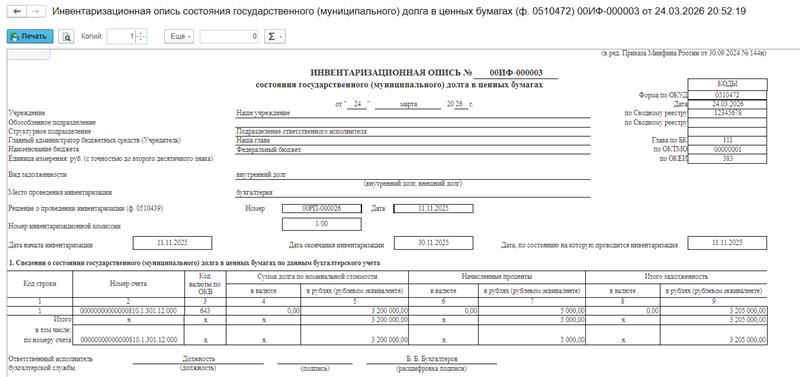 Инвентаризационная опись состояния государственного (муниципального) долга в ценных бумагах (ф. 0510472) 00ИФ-000003 от 24.03.2026 20:52:19
Печать Копий: 1 Еще 0 Σ
(в ред. Приказа Минфина России от 30.09.2024 № 144н)
ИНВЕНТАРИЗАЦИОННАЯ ОПИСЬ № 00ИФ-000003
состояния государственного (муниципального) долга в ценных бумагах
КОДЫ
Форма по ОКУД 0510472
от " 24 " марта 20 26 г. Дата 24.03.2026
Учреждение Наше учреждение по Сводному реестру 12345678
Обособленное подразделение по Сводному реестру
Структурное подразделение Подразделение ответственного исполнителя
Главный администратор бюджетных средств (Учредитель) Наша глава Глава по БК 111
Наименование бюджета Федеральный бюджет по ОКТМО 00000001
Единица измерения: руб. (с точностью до второго десятичного знака) по ОКЕИ 383
Вид задолженности внутренний долг
(внутренний долг, внешний долг)
Место проведения инвентаризации бухгалтерия
Решение о проведении инвентаризации (ф. 0510439) Номер 00РП-000026 Дата 11.11.2025
Номер инвентаризационной комиссии 1/00
Дата начала инвентаризации 11.11.2025 Дата окончания инвентаризации 30.11.2025 Дата, по состоянию на которую проводится инвентаризация 11.11.2025
1. Сведения о состоянии государственного (муниципального) долга в ценных бумагах по данным бухгалтерского учета
Код строки Номер счета Код валюты по ОКВ Сумма долга по номинальной стоимости Начисленные проценты Итого задолженность
в валюте в рублях (рублевом эквиваленте) в валюте в рублях (рублевом эквиваленте) в валюте в рублях (рублевом эквиваленте)
1 2 3 4 5 6 7 8 9
1 00000000000000810.1.301.12.000 643 0,00 3 200 000,00 0,00 5 000,00 0,00 3 205 000,00
Итого x x x 3 200 000,00 x 5 000,00 x 3 205 000,00
в том числе:
по номеру счета 00000000000000810.1.301.12.000 x x 3 200 000,00 x 5 000,00 x 3 205 000,00
Ответственный исполнитель Должность Б. Б. Бухгалтеров
бухгалтерской службы (должность) (подпись) (расшифровка подписи)